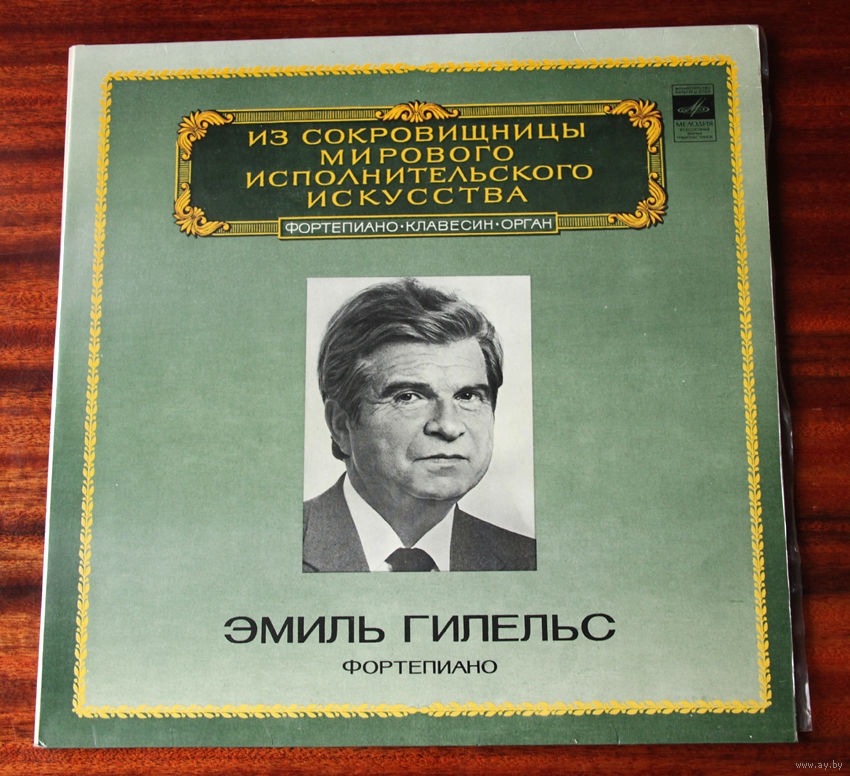 ИЗ СОКРОВИЩНИЦЫ
МИРОВОГО
ИСПОЛНИТЕЛЬСКОГО
ИСКУССТВА
ФОРТЕПИАНО·КЛАВЕСИН·ОРГАН
МЕЛОДИЯ
ЭМИЛЬ ГИЛЕЛЬС
ФОРТЕПИАНО
www.ay.by